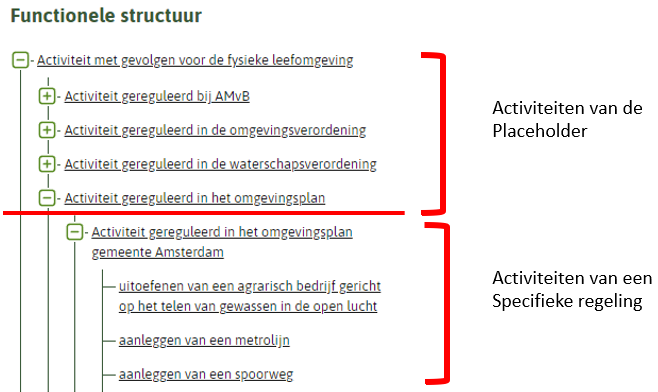 Functionele structuur
Activiteit met gevolgen voor de fysieke leefomgeving
Activiteit gereguleerd bij AMvB
Activiteit gereguleerd in de omgevingsverordening
Activiteit gereguleerd in de waterschapsverordening
Activiteit gereguleerd in het omgevingsplan
Activiteiten van de
Placeholder
Activiteit gereguleerd in het omgevingsplan
gemeente Amsterdam
uitoefenen van een agrarisch bedrijf gericht
op het telen van gewassen in de open lucht
aanleggen van een metrolijn
aanleggen van een spoorweg
Activiteiten van een
Specifieke regeling